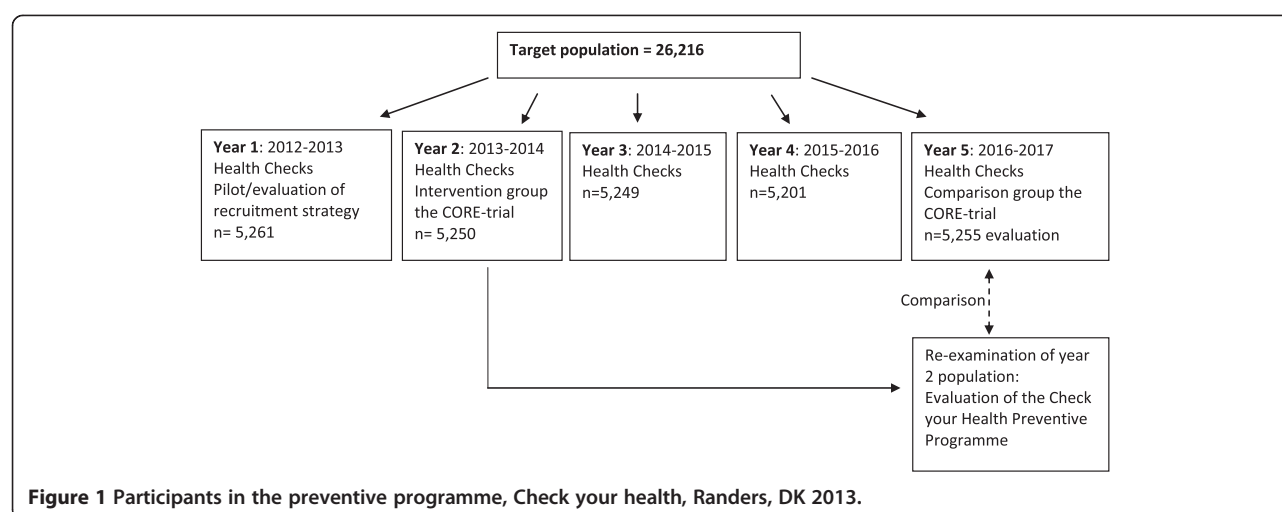 Target population = 26,216
Year 1: 2012-2013
Health Checks
Pilot/evaluation of
recruitment strategy
n= 5,261
Year 2: 2013-2014
Health Checks
Intervention group
the CORE-trial
n= 5,250
Year 3: 2014-2015
Health Checks
n=5,249
Year 4: 2015-2016
Health Checks
n=5,201
Year 5: 2016-2017
Health Checks
Comparison group the
CORE-trial
n=5,255 evaluation
Comparison
Re-examination of year
2 population:
Evaluation of the Check
your Health Preventive
Programme
Figure 1 Participants in the preventive programme, Check your health, Randers, DK 2013.